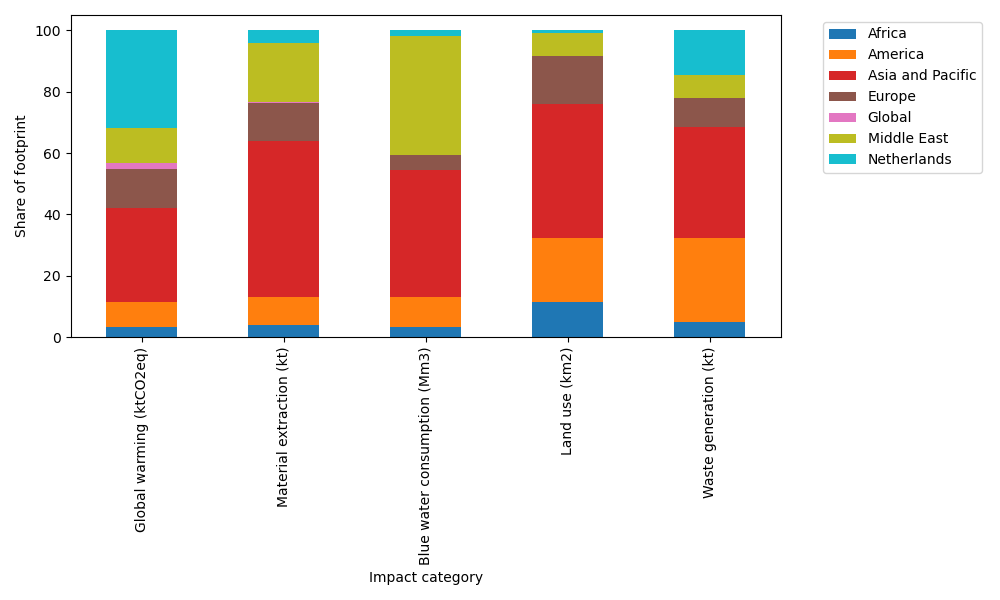 100
80
60
40
20
0
Share of footprint
Global warming (ktCO2eq)
Material extraction (kt)
Blue water consumption (Mm3)
Land use (km2)
Waste generation (kt)
Impact category
Africa
America
Asia and Pacific
Europe
Global
Middle East
Netherlands